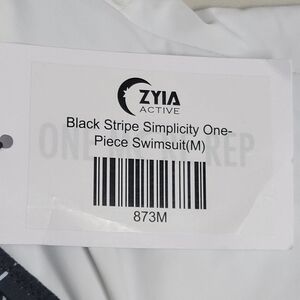 ZYIA
ACTIVE
Black Stripe Simplicity One-
Piece Swimsuit(M)
873M